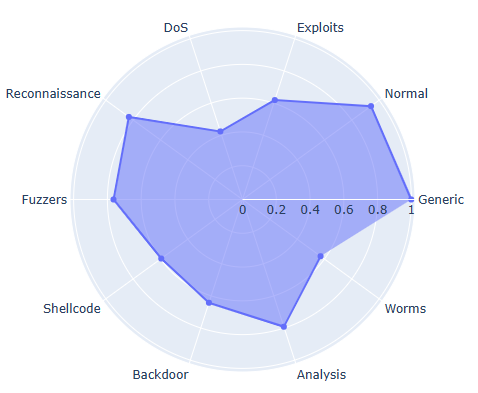 DoS
Exploits
Reconnaissance
Normal
Fuzzers
Generic
0 0.2 0.4 0.6 0.8 1
Shellcode
Worms
Backdoor
Analysis